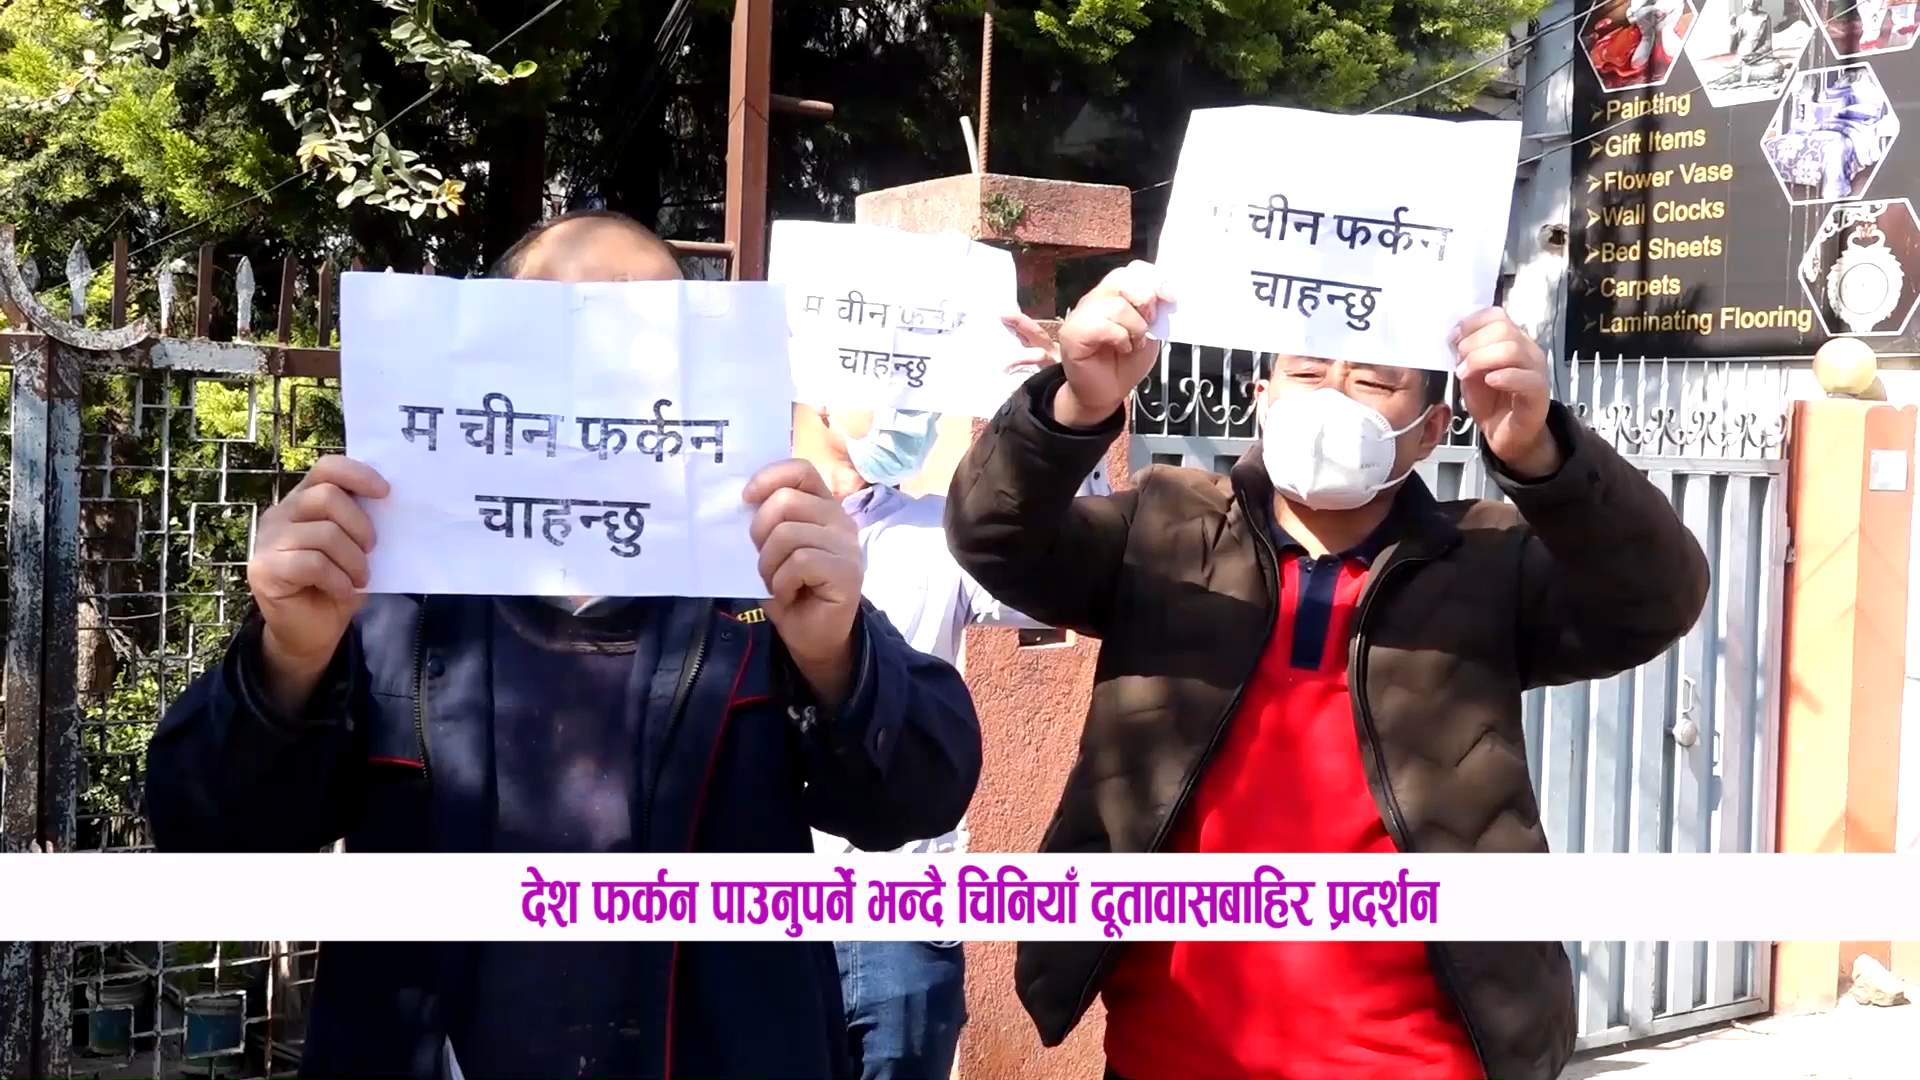 Painting
Gift Items
Flower Vase
Wall Clocks
Bed Sheets
Carpets
Laminating Flooring
चीन फर्कन
चाहन्छु
म चीन
चाहन्छु
म चीन फर्कन
चाहन्छु
देश फर्कन पाउनुपर्ने भन्दै चिनियाँ दूतावासबाहिर प्रदर्शन